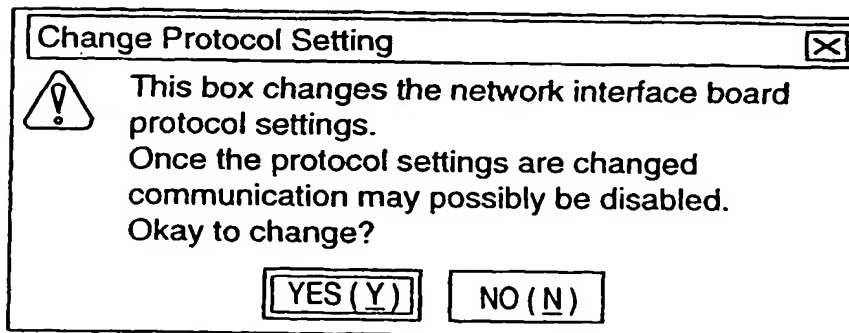 Change Protocol Setting
This box changes the network interface board
protocol settings.
Once the protocol settings are changed
communication may possibly be disabled.
Okay to change?
YES (Y) NO (N)